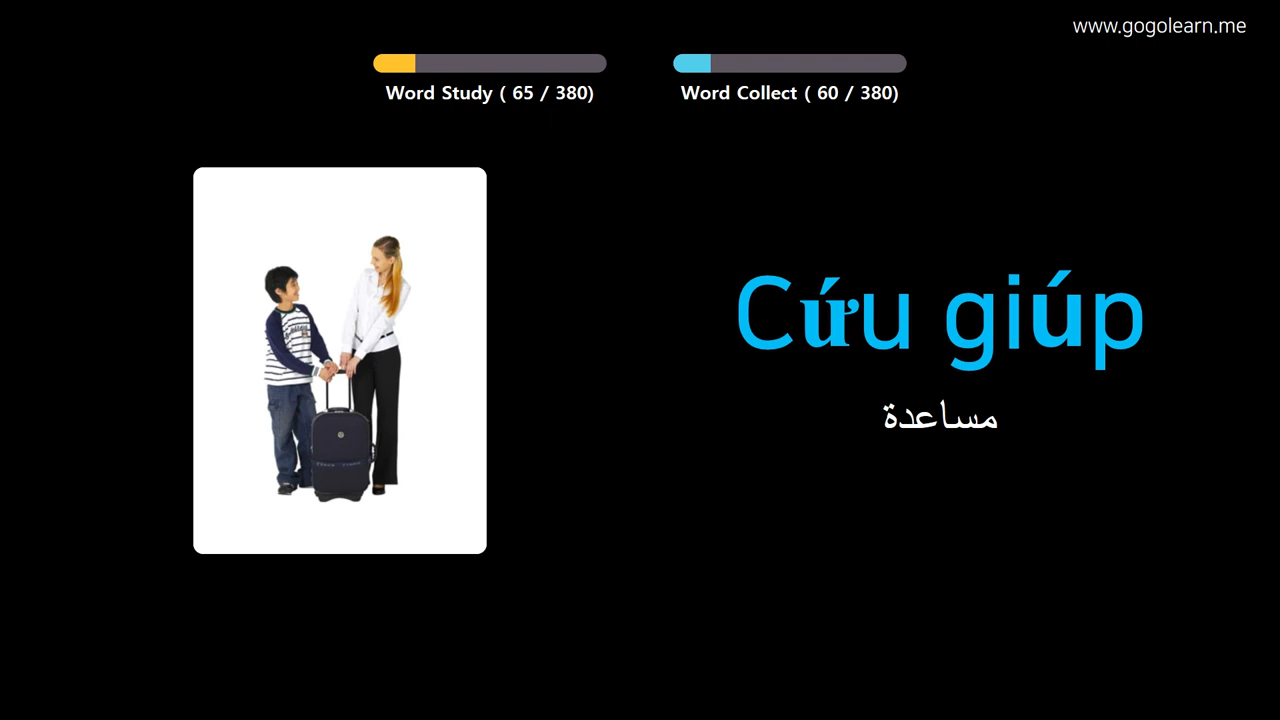 www.gogolearn.me
Word Study ( 65 / 380)
Word Collect ( 60 / 380)
Cứu giúp
مساعدة